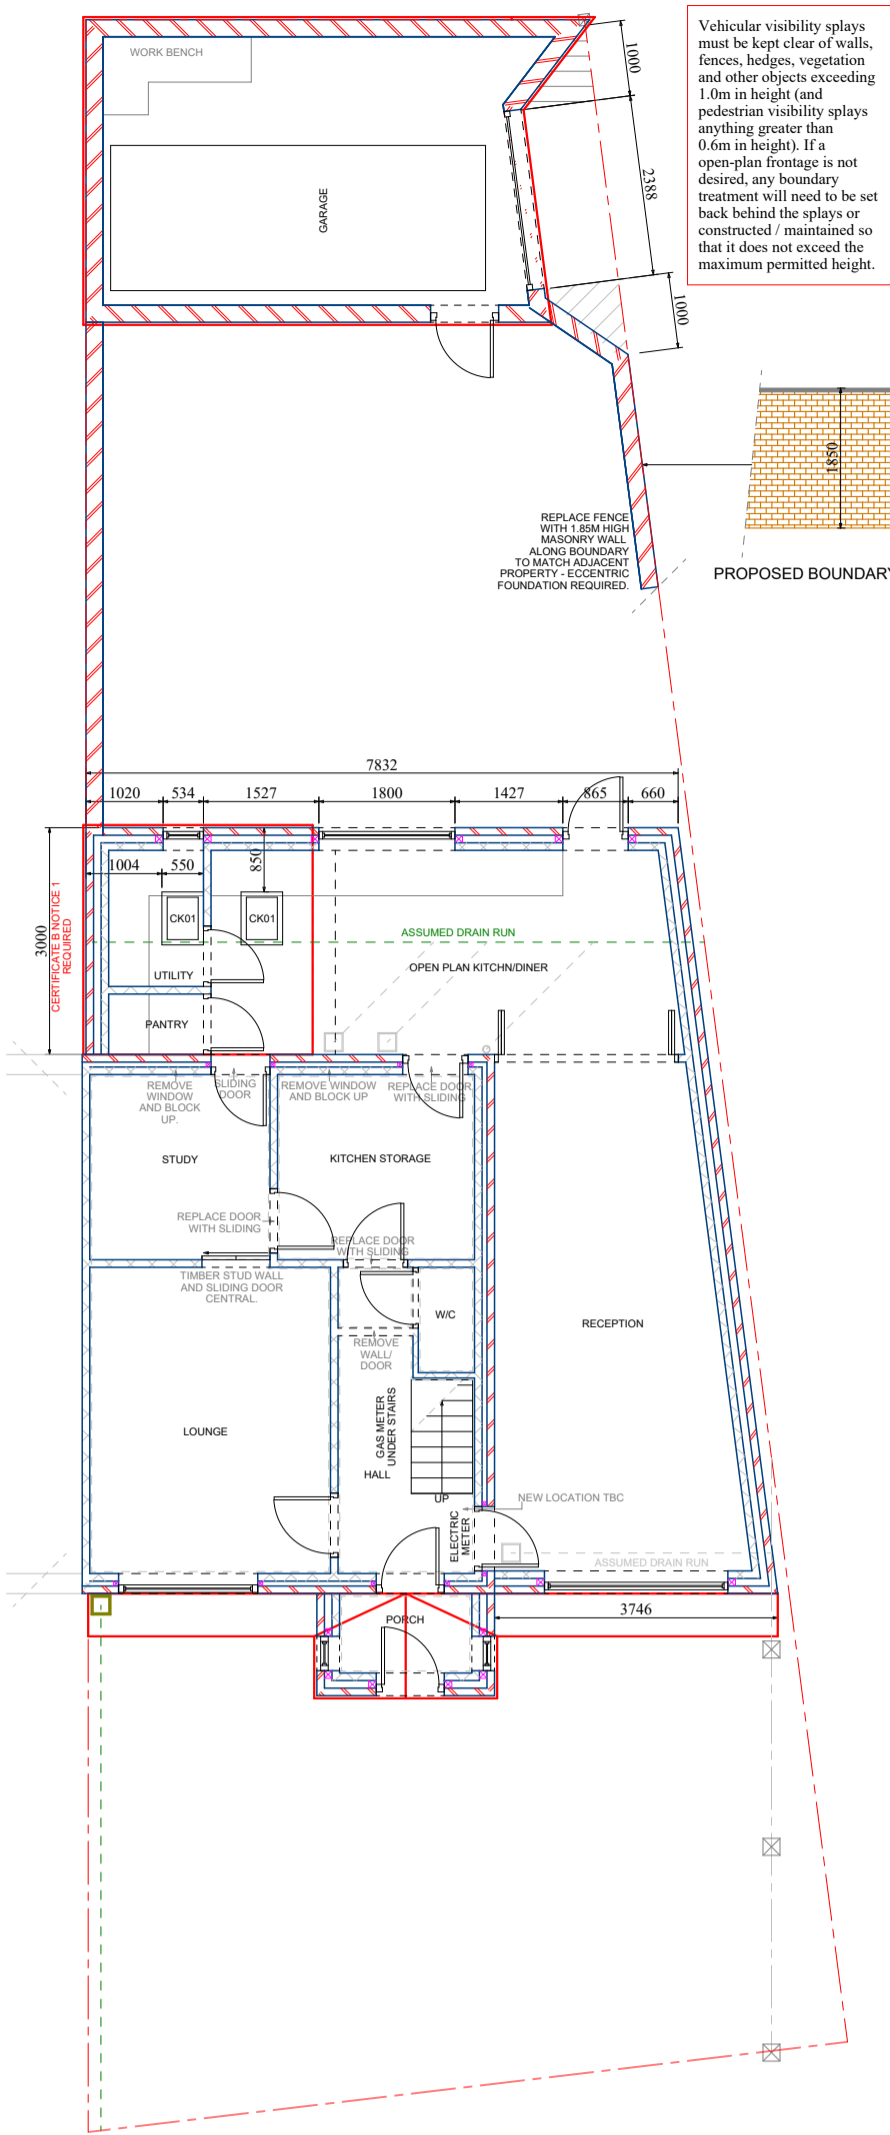 WORK BENCH
GARAGE
1000
2388
1000
Vehicular visibility splays
must be kept clear of walls,
fences, hedges, vegetation
and other objects exceeding
1.0m in height (and
pedestrian visibility splays
anything greater than
0.6m in height). If a
open-plan frontage is not
desired, any boundary
treatment will need to be set
back behind the splays or
constructed / maintained so
that it does not exceed the
maximum permitted height.
1850
PROPOSED BOUNDARY
REPLACE FENCE
WITH 1.85M HIGH
MASONRY WALL
ALONG BOUNDARY
TO MATCH ADJACENT
PROPERTY - ECCENTRIC
FOUNDATION REQUIRED.
7832
1020 534 1527 1800 1427 865 660
1004 550
850
3000
CERTIFICATE B NOTICE 1
REQUIRED
CK01
CK01
ASSUMED DRAIN RUN
UTILITY
OPEN PLAN KITCHN/DINER
PANTRY
REMOVE
WINDOW
AND BLOCK
UP.
SLIDING
DOOR
REMOVE WINDOW
AND BLOCK UP
REPLACE DOOR
WITH SLIDING
STUDY
KITCHEN STORAGE
REPLACE DOOR
WITH SLIDING
REPLACE DOOR
WITH SLIDING
TIMBER STUD WALL
AND SLIDING DOOR
CENTRAL.
W/C
REMOVE
WALL/
DOOR
RECEPTION
LOUNGE
GAS METER
UNDER STAIRS
HALL
UP
ELECTRIC
METER
NEW LOCATION TBC
ASSUMED DRAIN RUN
PORCH
3746